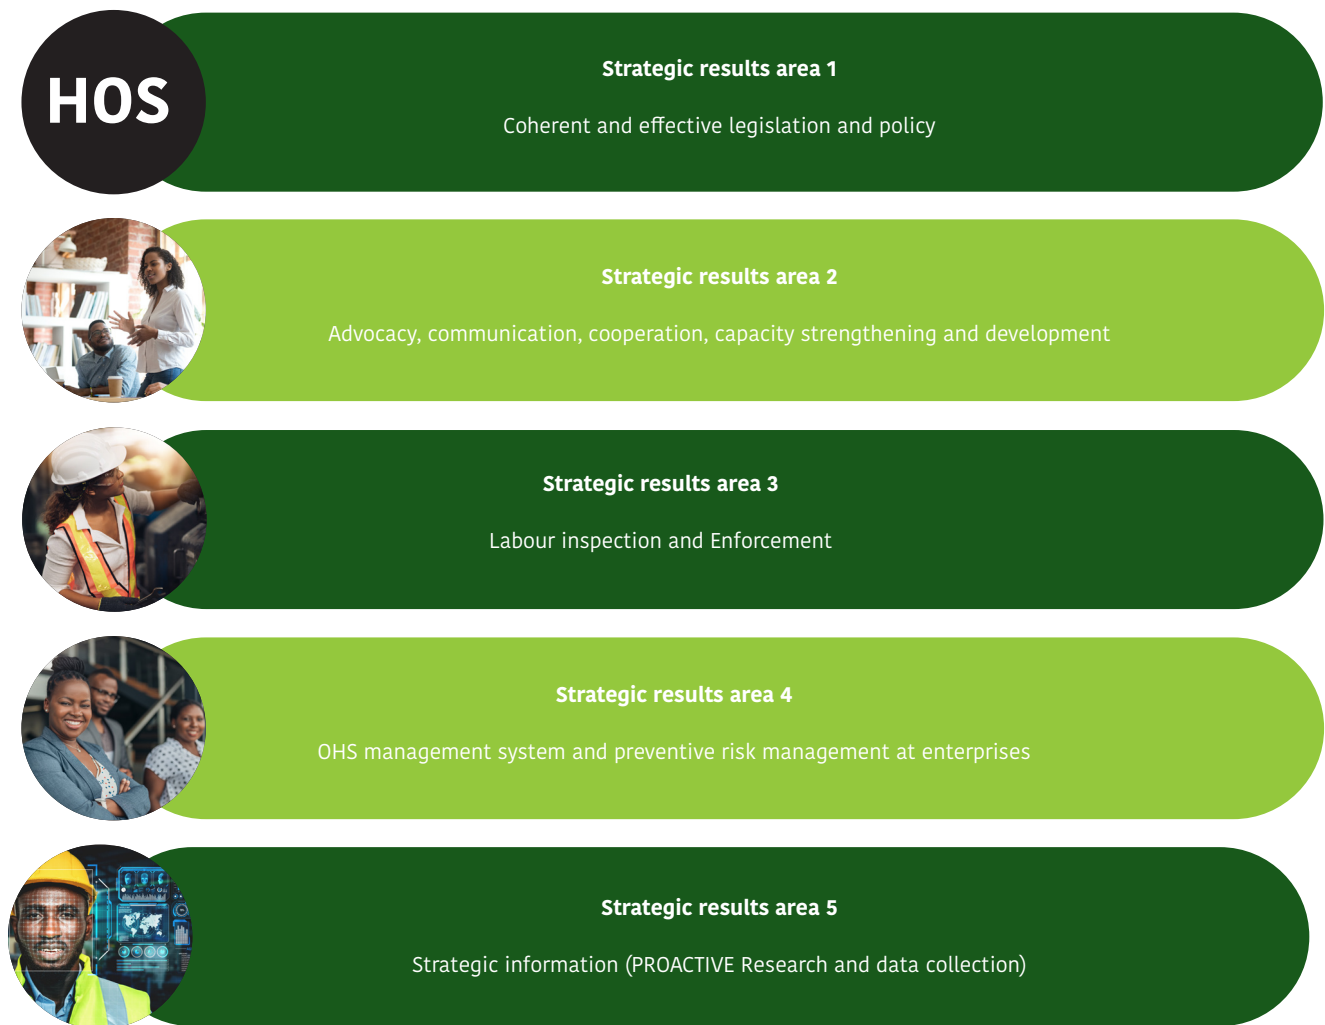 HOS
Strategic results area 1
Coherent and effective legislation and policy
Strategic results area 2
Advocacy, communication, cooperation, capacity strengthening and development
Strategic results area 3
Labour inspection and Enforcement
Strategic results area 4
OHS management system and preventive risk management at enterprises
Strategic results area 5
Strategic information (PROACTIVE Research and data collection)